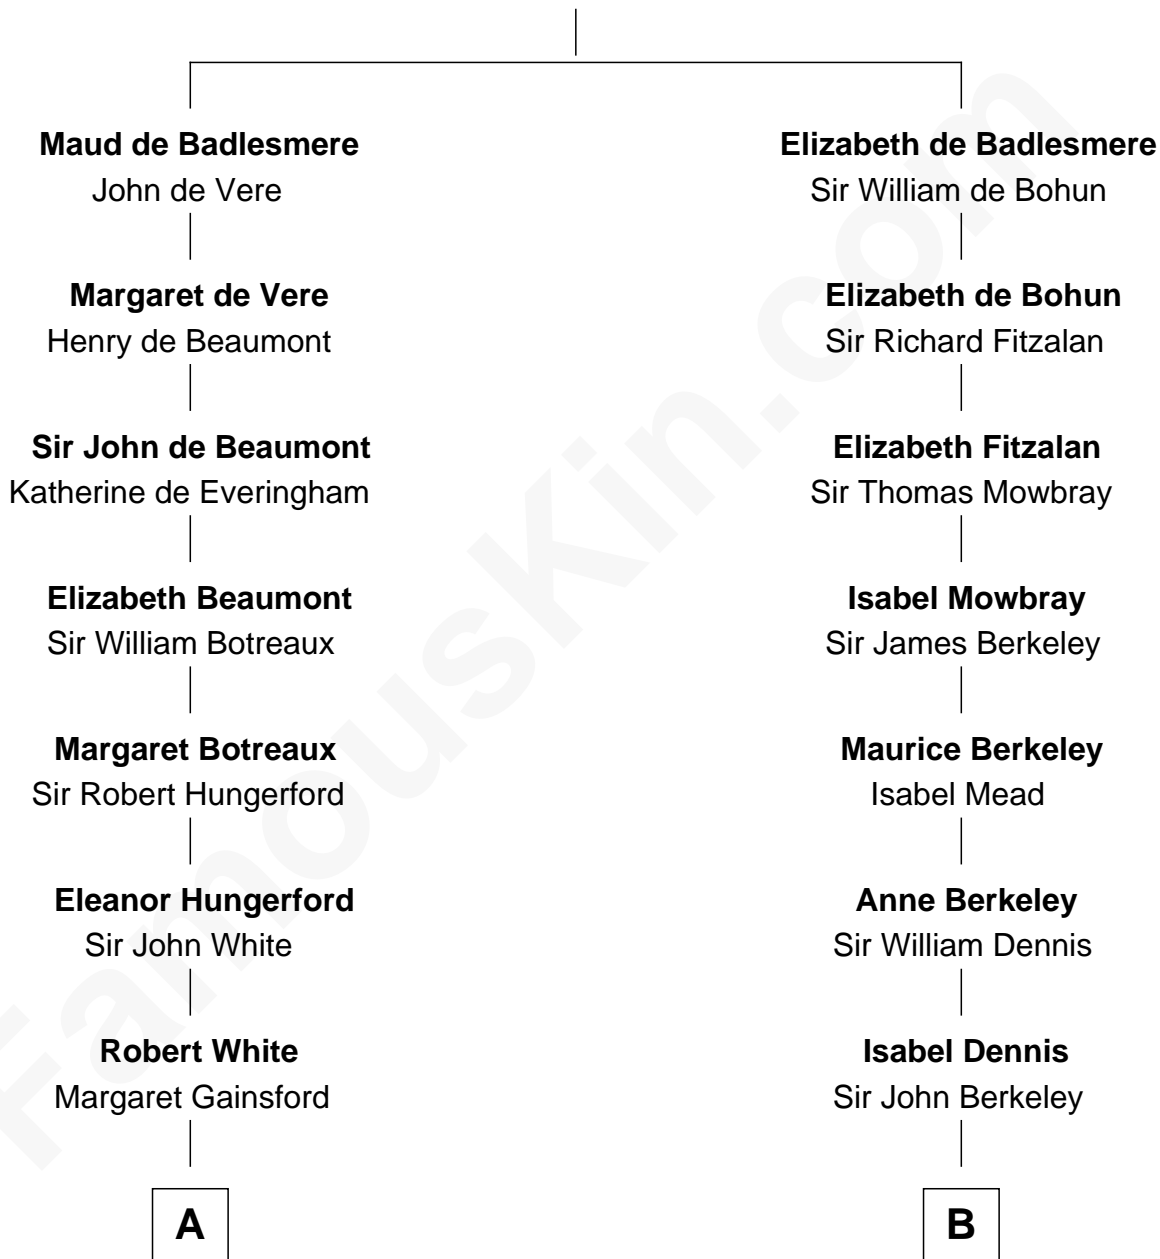 Maud de Badlesmere
John de Vere
Margaret de Vere
Henry de Beaumont
Sir John de Beaumont
Katherine de Everingham
Elizabeth Beaumont
Sir William Botreaux
Margaret Botreaux
Sir Robert Hungerford
Eleanor Hungerford
Sir John White
Robert White
Margaret Gainsford
A
Elizabeth de Badlesmere
Sir William de Bohun
Elizabeth de Bohun
Sir Richard Fitzalan
Elizabeth Fitzalan
Sir Thomas Mowbray
Isabel Mowbray
Sir James Berkeley
Maurice Berkeley
Isabel Mead
Anne Berkeley
Sir William Dennis
Isabel Dennis
Sir John Berkeley
B
FamousKin.com